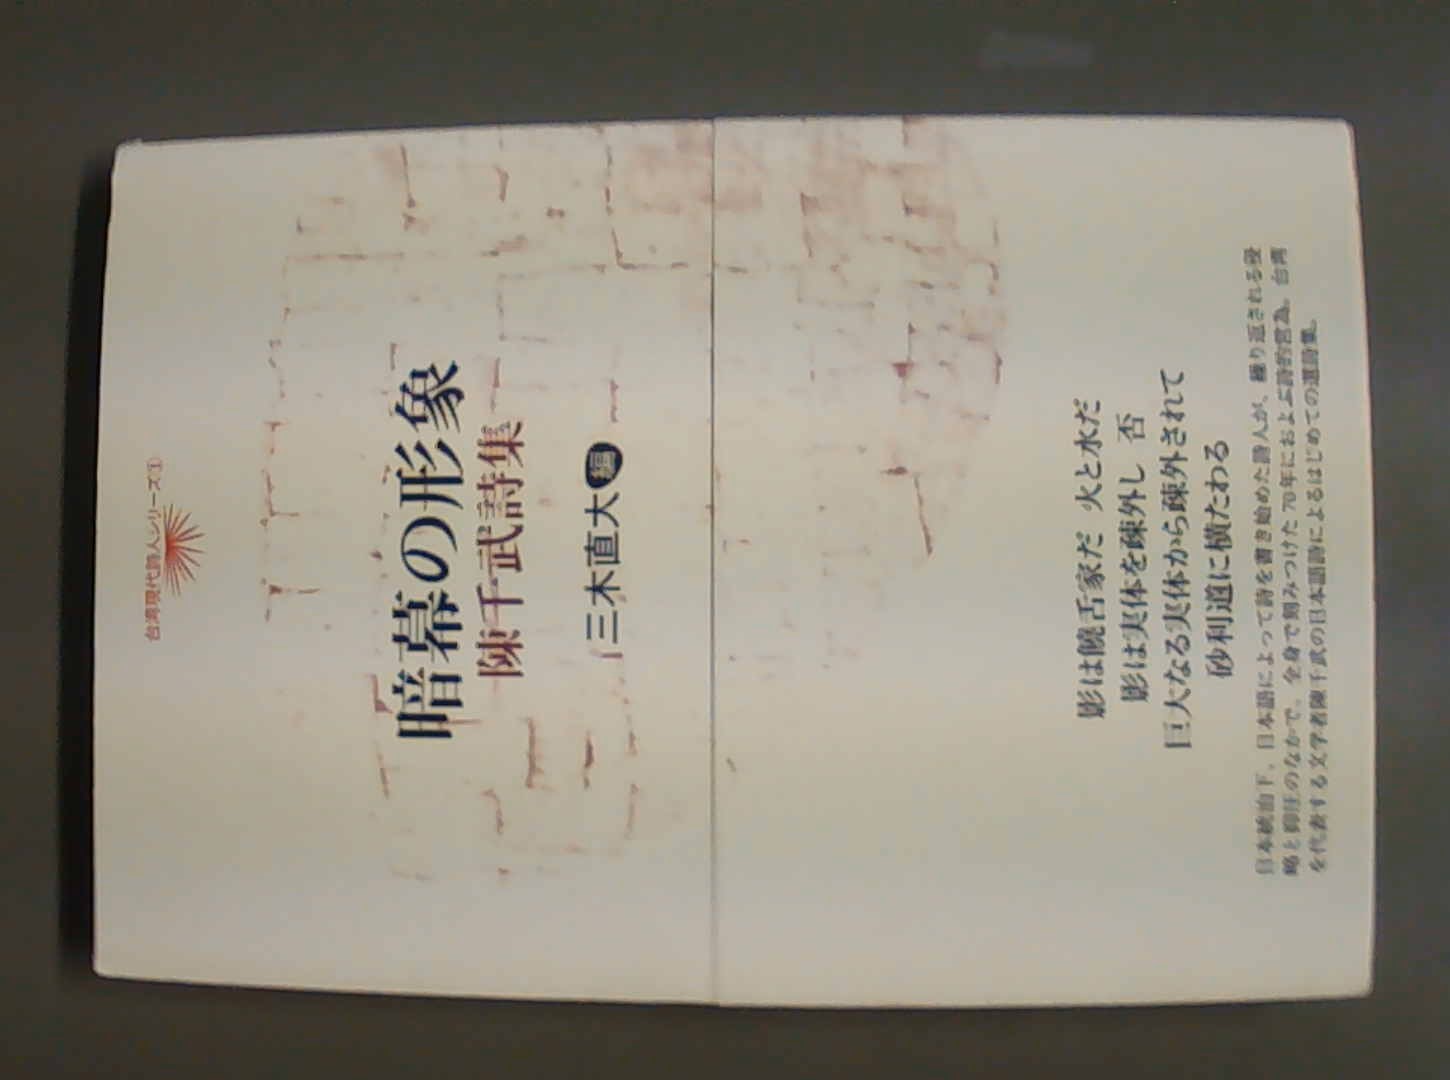 台湾現代詩人シリーズ①
暗幕の形象
陳千武詩集
三木直大編
影は饒舌家だ 火と水だ
影は実体を疎外し 否
巨大なる実体から疎外されて
砂利道に横たわる
日本統治下、日本語によって詩を書き始めた詩人が、繰り返される侵
略と抑圧のなかで、全身で刻みつけた70年におよぶ詩的営為。台湾
を代表する文学者陳千武の日本語詩によるはじめての選詩集。